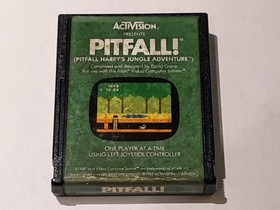 ACTIVISION
PRESENTS
PITFALL!
(PITFALL HARRY'S JUNGLE ADVENTURE)
Conceived and designed by David Crane
For use with the Atari Video Computer System
ONE PLAYER AT A TIME
USING LEFT JOYSTICK CONTROLLER
PITFALL!